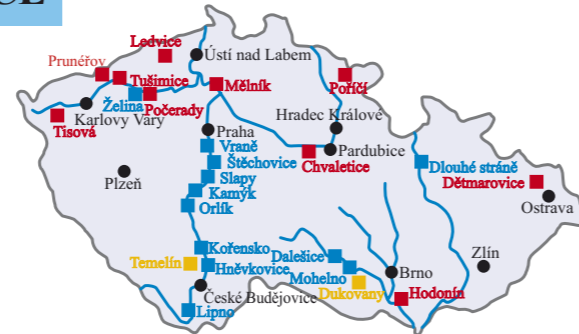 Ledvice
Ústí nad Labem
Prunéřov
Tušimice
Mělník
Poříčí
Želina
Počerady
Karlovy Vary
Tisová
Hradec Králové
Praha
Vraně
Pardubice
Chvaletice
Štěchovice
Dlouhé stráně
Plzeň
Slapy
Dětmarovice
Kamýk
Orlík
Ostrava
Kořensko
Dalešice
Zlín
Temelín
Hněvkovice
Mohelno
Brno
Dukovany
České Budějovice
Hodonín
Lipno